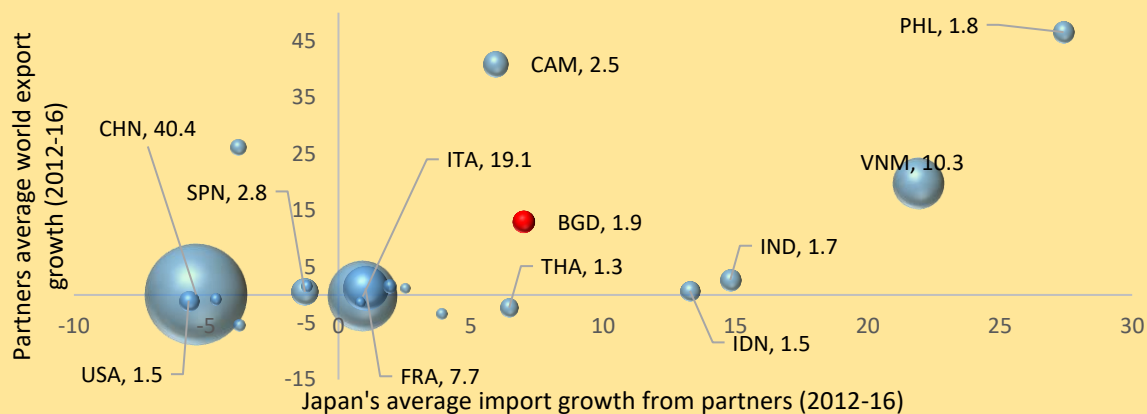 Partners average world export
growth (2012-16)
45
35
25
15
5
-5
-15
-10
-5
0
5
10
15
20
25
30
PHL, 1.8
CAM, 2.5
CHN, 40.4
ITA, 19.1
VNM, 10.3
SPN, 2.8
BGD, 1.9
IND, 1.7
THA, 1.3
IDN, 1.5
USA, 1.5
FRA, 7.7
Japan's average import growth from partners (2012-16)